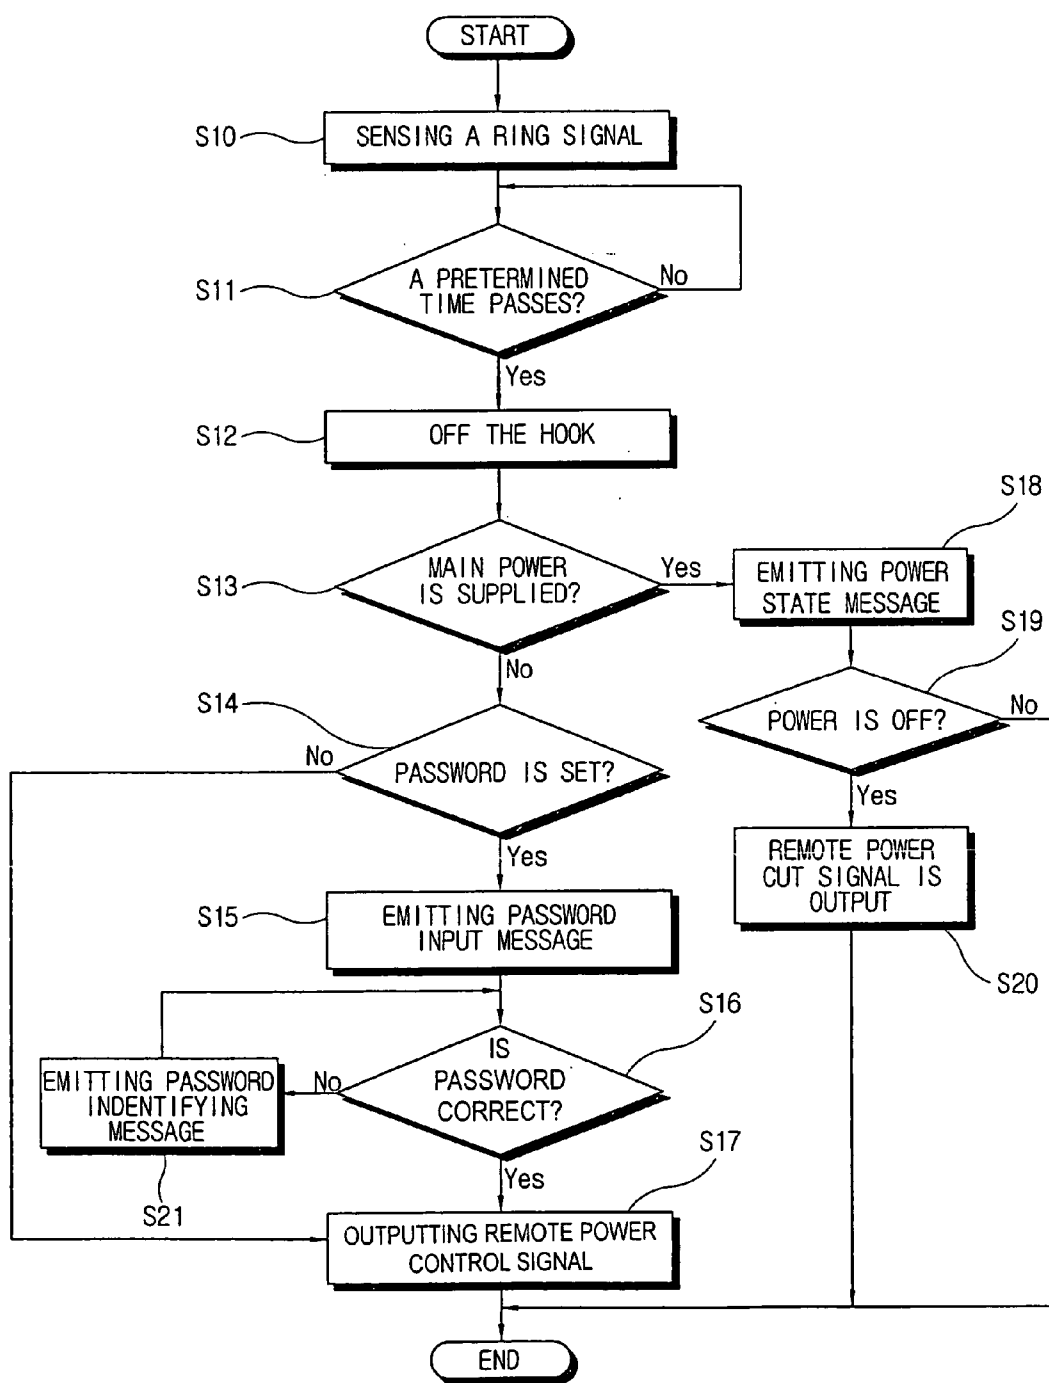 START
S10
SENSING A RING SIGNAL
S11
A PRETERMINED
TIME PASSES?
No
Yes
S12
OFF THE HOOK
S13
MAIN POWER
IS SUPPLIED?
Yes
No
S18
EMITTING POWER
STATE MESSAGE
S19
POWER IS OFF?
No
Yes
REMOTE POWER
CUT SIGNAL IS
OUTPUT
S20
S14
No
PASSWORD IS SET?
Yes
S15
EMITTING PASSWORD
INPUT MESSAGE
S16
IS
PASSWORD
CORRECT?
No
EMITTING PASSWORD
INDENTIFYING
MESSAGE
S21
Yes
S17
OUTPUTTING REMOTE POWER
CONTROL SIGNAL
END